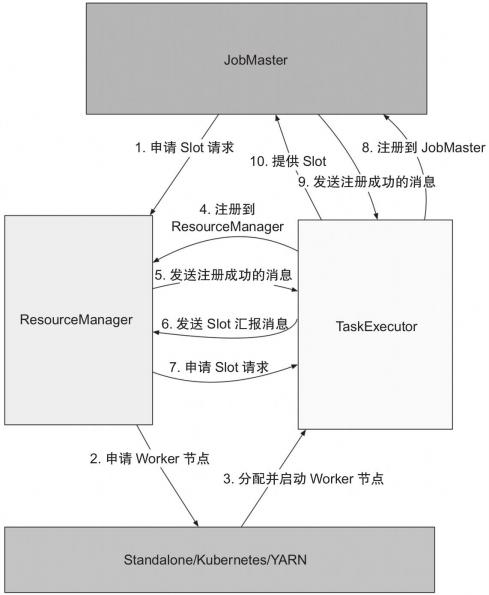 JobMaster
1. 申请 Slot 请求
8. 注册到 JobMaster
10. 提供 Slot
9. 发送注册成功的消息
4. 注册到
ResourceManager
5. 发送注册成功的消息
ResourceManager
6. 发送 Slot 汇报消息
TaskExecutor
7. 申请 Slot 请求
2. 申请 Worker 节点
3. 分配并启动 Worker 节点
Standalone/Kubernetes/YARN